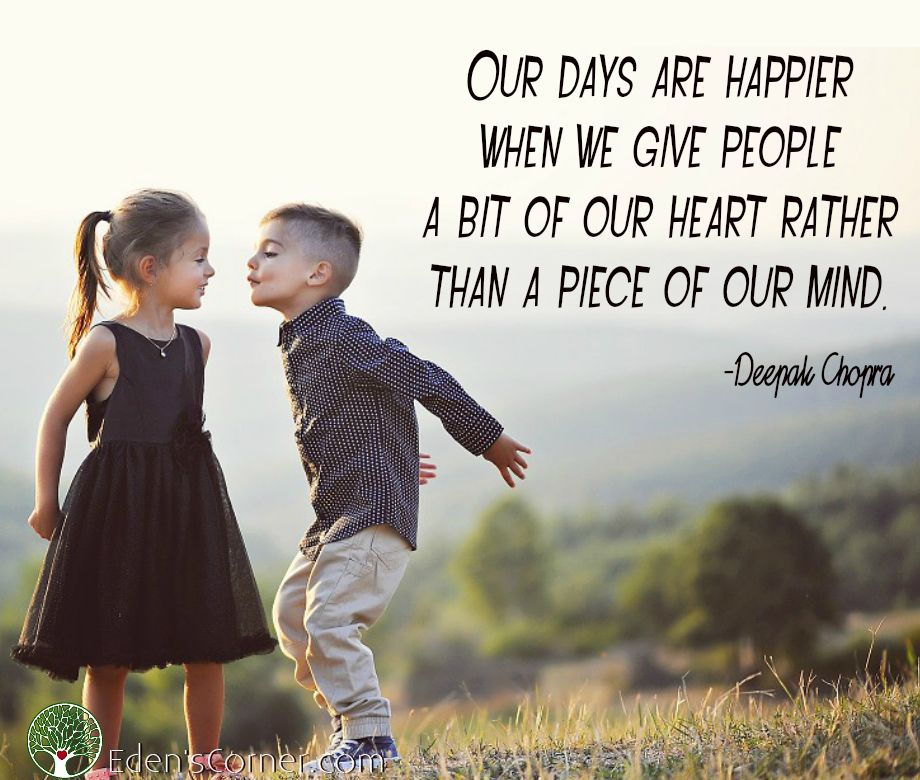 Our days are happier
when we give people
a bit of our heart rather
than a piece of our mind.
-Deepak Chopra
Eden'sCorner.com